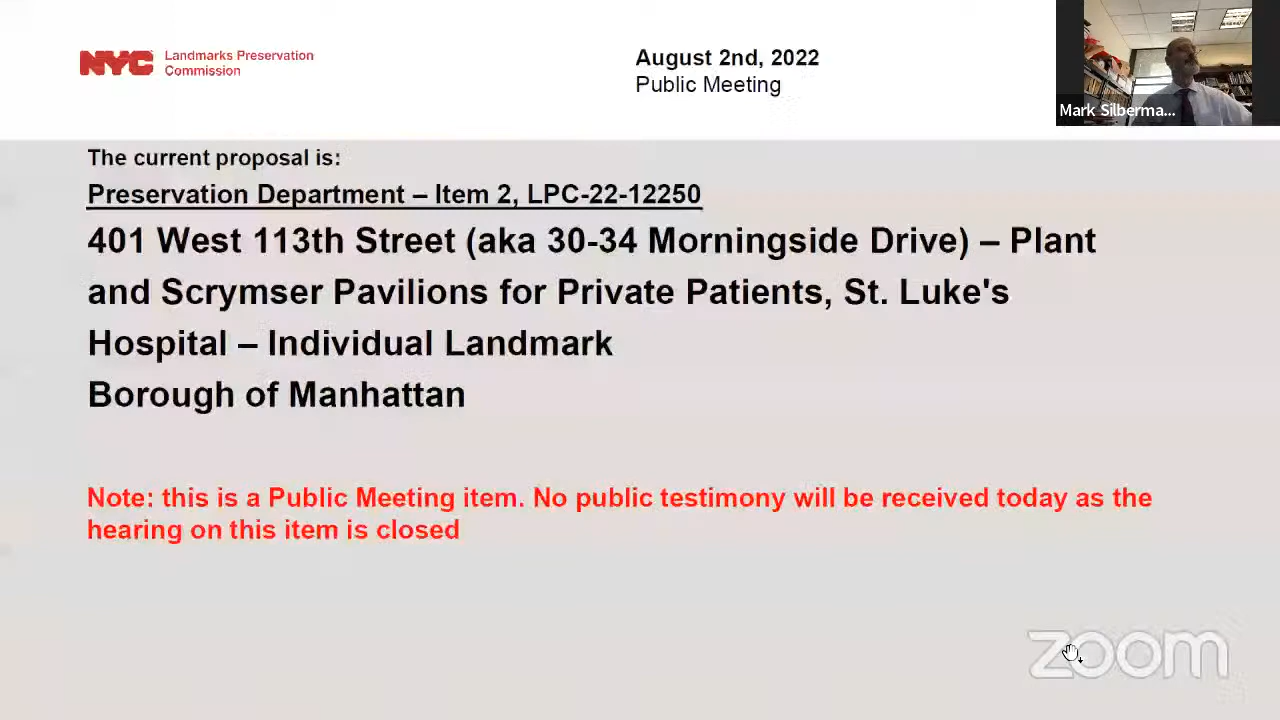 NYC Landmarks Preservation
Commission
August 2nd, 2022
Public Meeting
Mark Silberma...
The current proposal is:
Preservation Department – Item 2, LPC-22-12250
401 West 113th Street (aka 30-34 Morningside Drive) – Plant
and Scrymser Pavilions for Private Patients, St. Luke's
Hospital – Individual Landmark
Borough of Manhattan
Note: this is a Public Meeting item. No public testimony will be received today as the
hearing on this item is closed
zoom